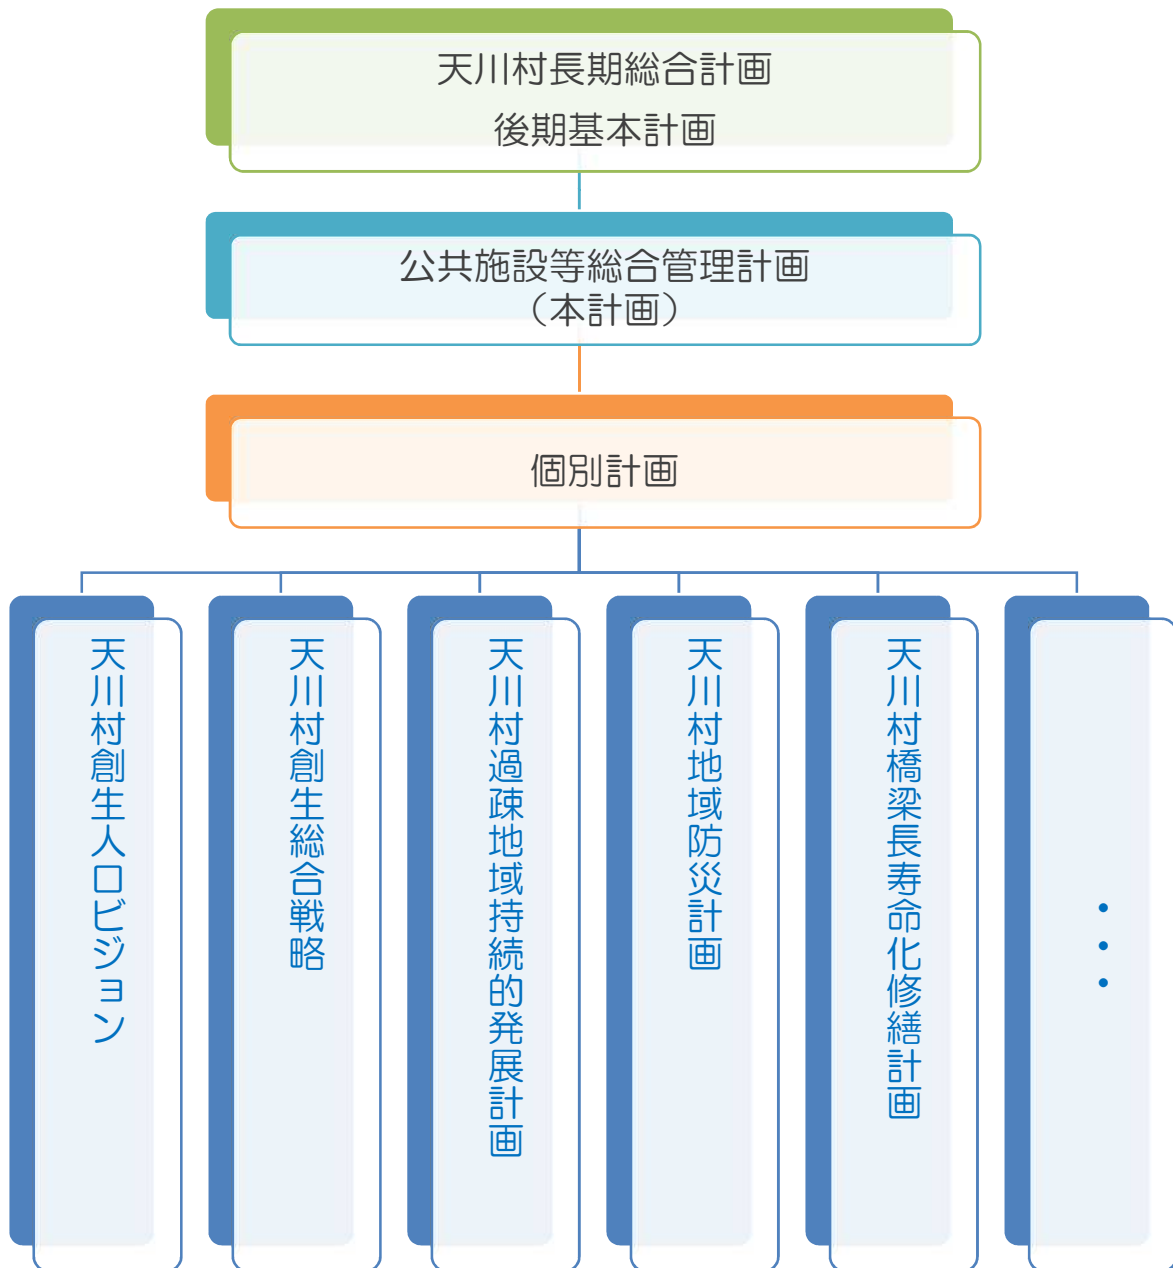 天川村長期総合計画
後期基本計画
公共施設等総合管理計画
（本計画）
個別計画
天川村創生人口ビジョン
天川村創生総合戦略
天川村過疎地域持続的発展計画
天川村地域防災計画
天川村橋梁長寿命化修繕計画
・・・